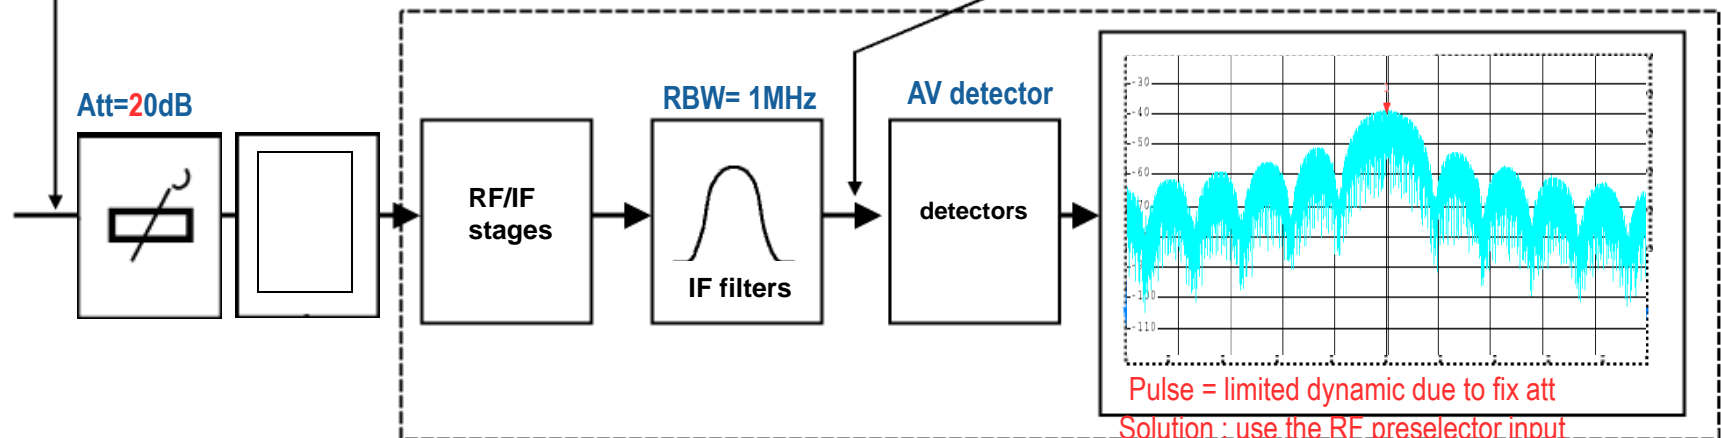 Att=20dB
RBW= 1MHz
AV detector
RF/IF
stages
IF filters
detectors
-30
-40
-50
-60
-100
-110
Pulse = limited dynamic due to fix att
Solution : use the RF preselector input